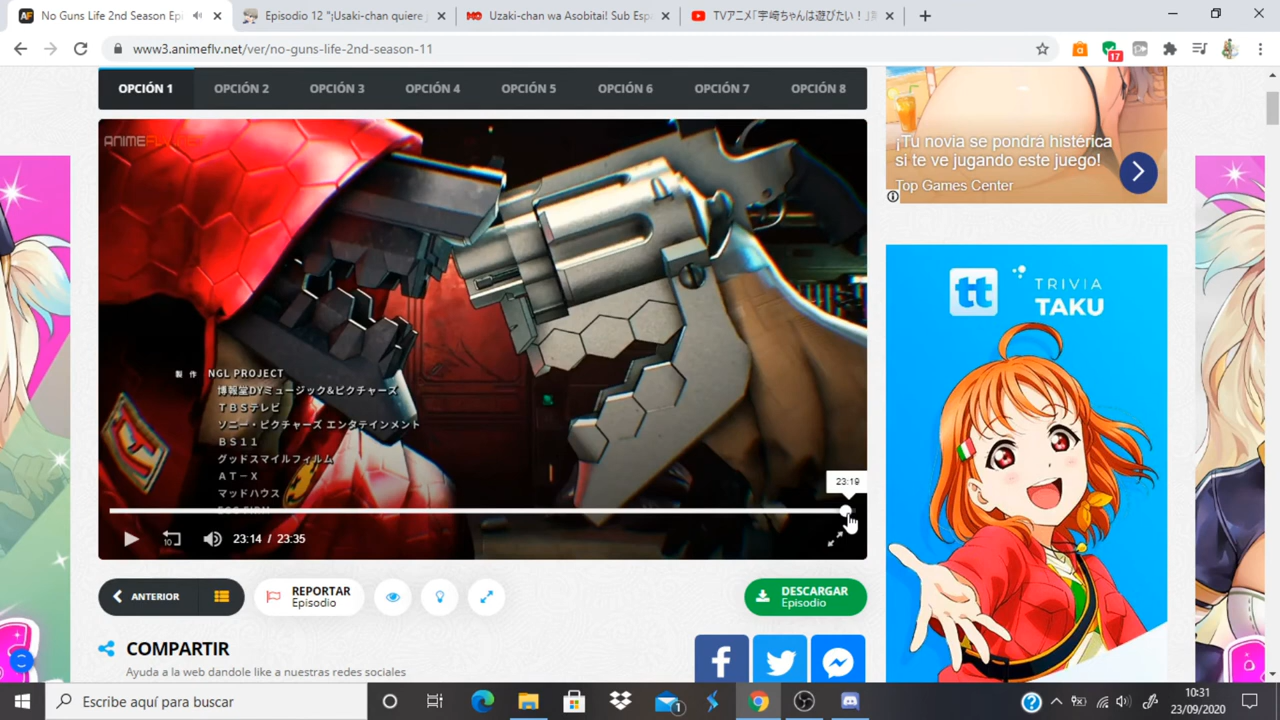 No Guns Life 2nd Season Epi
Episodio 12 "¡Usaki-chan quiere j
Uzaki-chan wa Asobitai! Sub Esp
TVアニメ「宇崎ちゃんは遊びたい！」
www3.animeflv.net/ver/no-guns-life-2nd-season-11
17
OPCIÓN 1
OPCIÓN 2
OPCIÓN 3
OPCIÓN 4
OPCIÓN 5
OPCIÓN 6
OPCIÓN 7
OPCIÓN 8
ANIMEFLV
¡Tu novia se pondrá histérica
si te ve jugando este juego!
Top Games Center
tt TRIVIA
TAKU
製作 NGL PROJECT
博報堂DYミュージック&ピクチャーズ
TBSテレビ
ソニー・ピクチャーズ エンタテインメント
BS11
グッドスマイルフィルム
AT-X
マッドハウス
23:19
10
23:14 / 23:35
ANTERIOR
REPORTAR
Episodio
DESCARGAR
Episodio
COMPARTIR
Ayuda a la web dandole like a nuestras redes sociales
Escribe aquí para buscar
1
10:31
23/09/2020